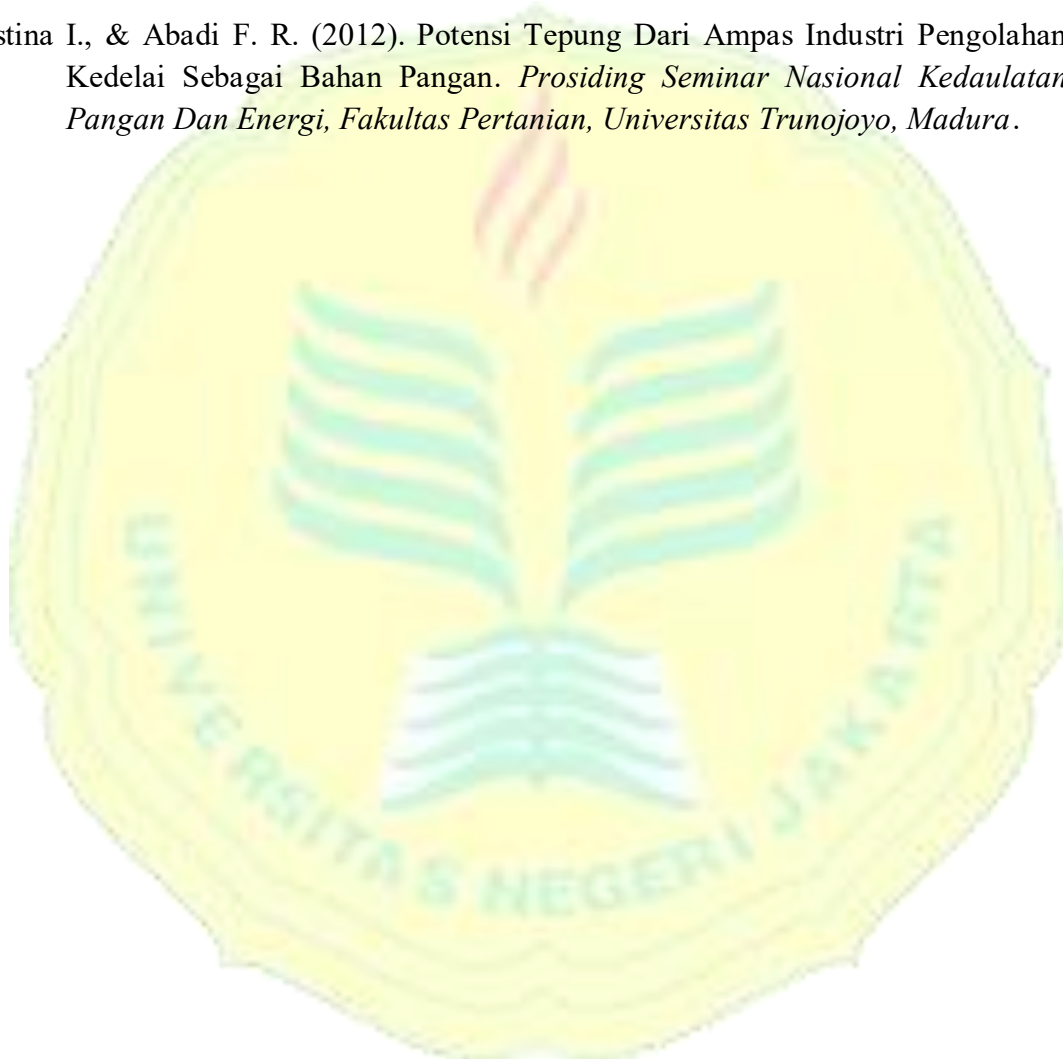 stina I., & Abadi F. R. (2012). Potensi Tepung Dari Ampas Industri Pengolahan
Kedelai Sebagai Bahan Pangan. Prosiding Seminar Nasional Kedaulatan
Pangan Dan Energi, Fakultas Pertanian, Universitas Trunojoyo, Madura.
UNIVERSITAS NEGERI JAKARTA